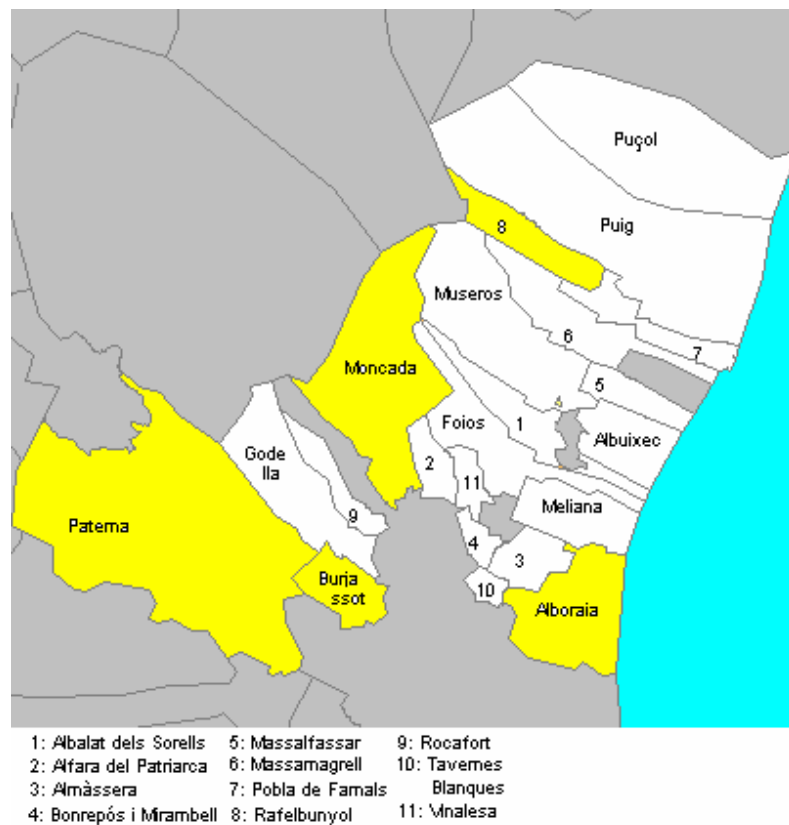 Puçol
Puig
8
Museros
6
7
Moncada
5
Foios
1
Albuixec
Gode
lla
2
11
9
Meliana
Paterna
4
3
Burja
ssot
10
Alboraia
1: Albalat dels Sorells
2: Alfara del Patriarca
3: Almàssera
4: Bonrepós i Mirambell
5: Massalfassar
6: Massamagrell
7: Pobla de Farnals
8: Rafelbunyol
9: Rocafort
10: Tavernes
Blanques
11: Vinalesa